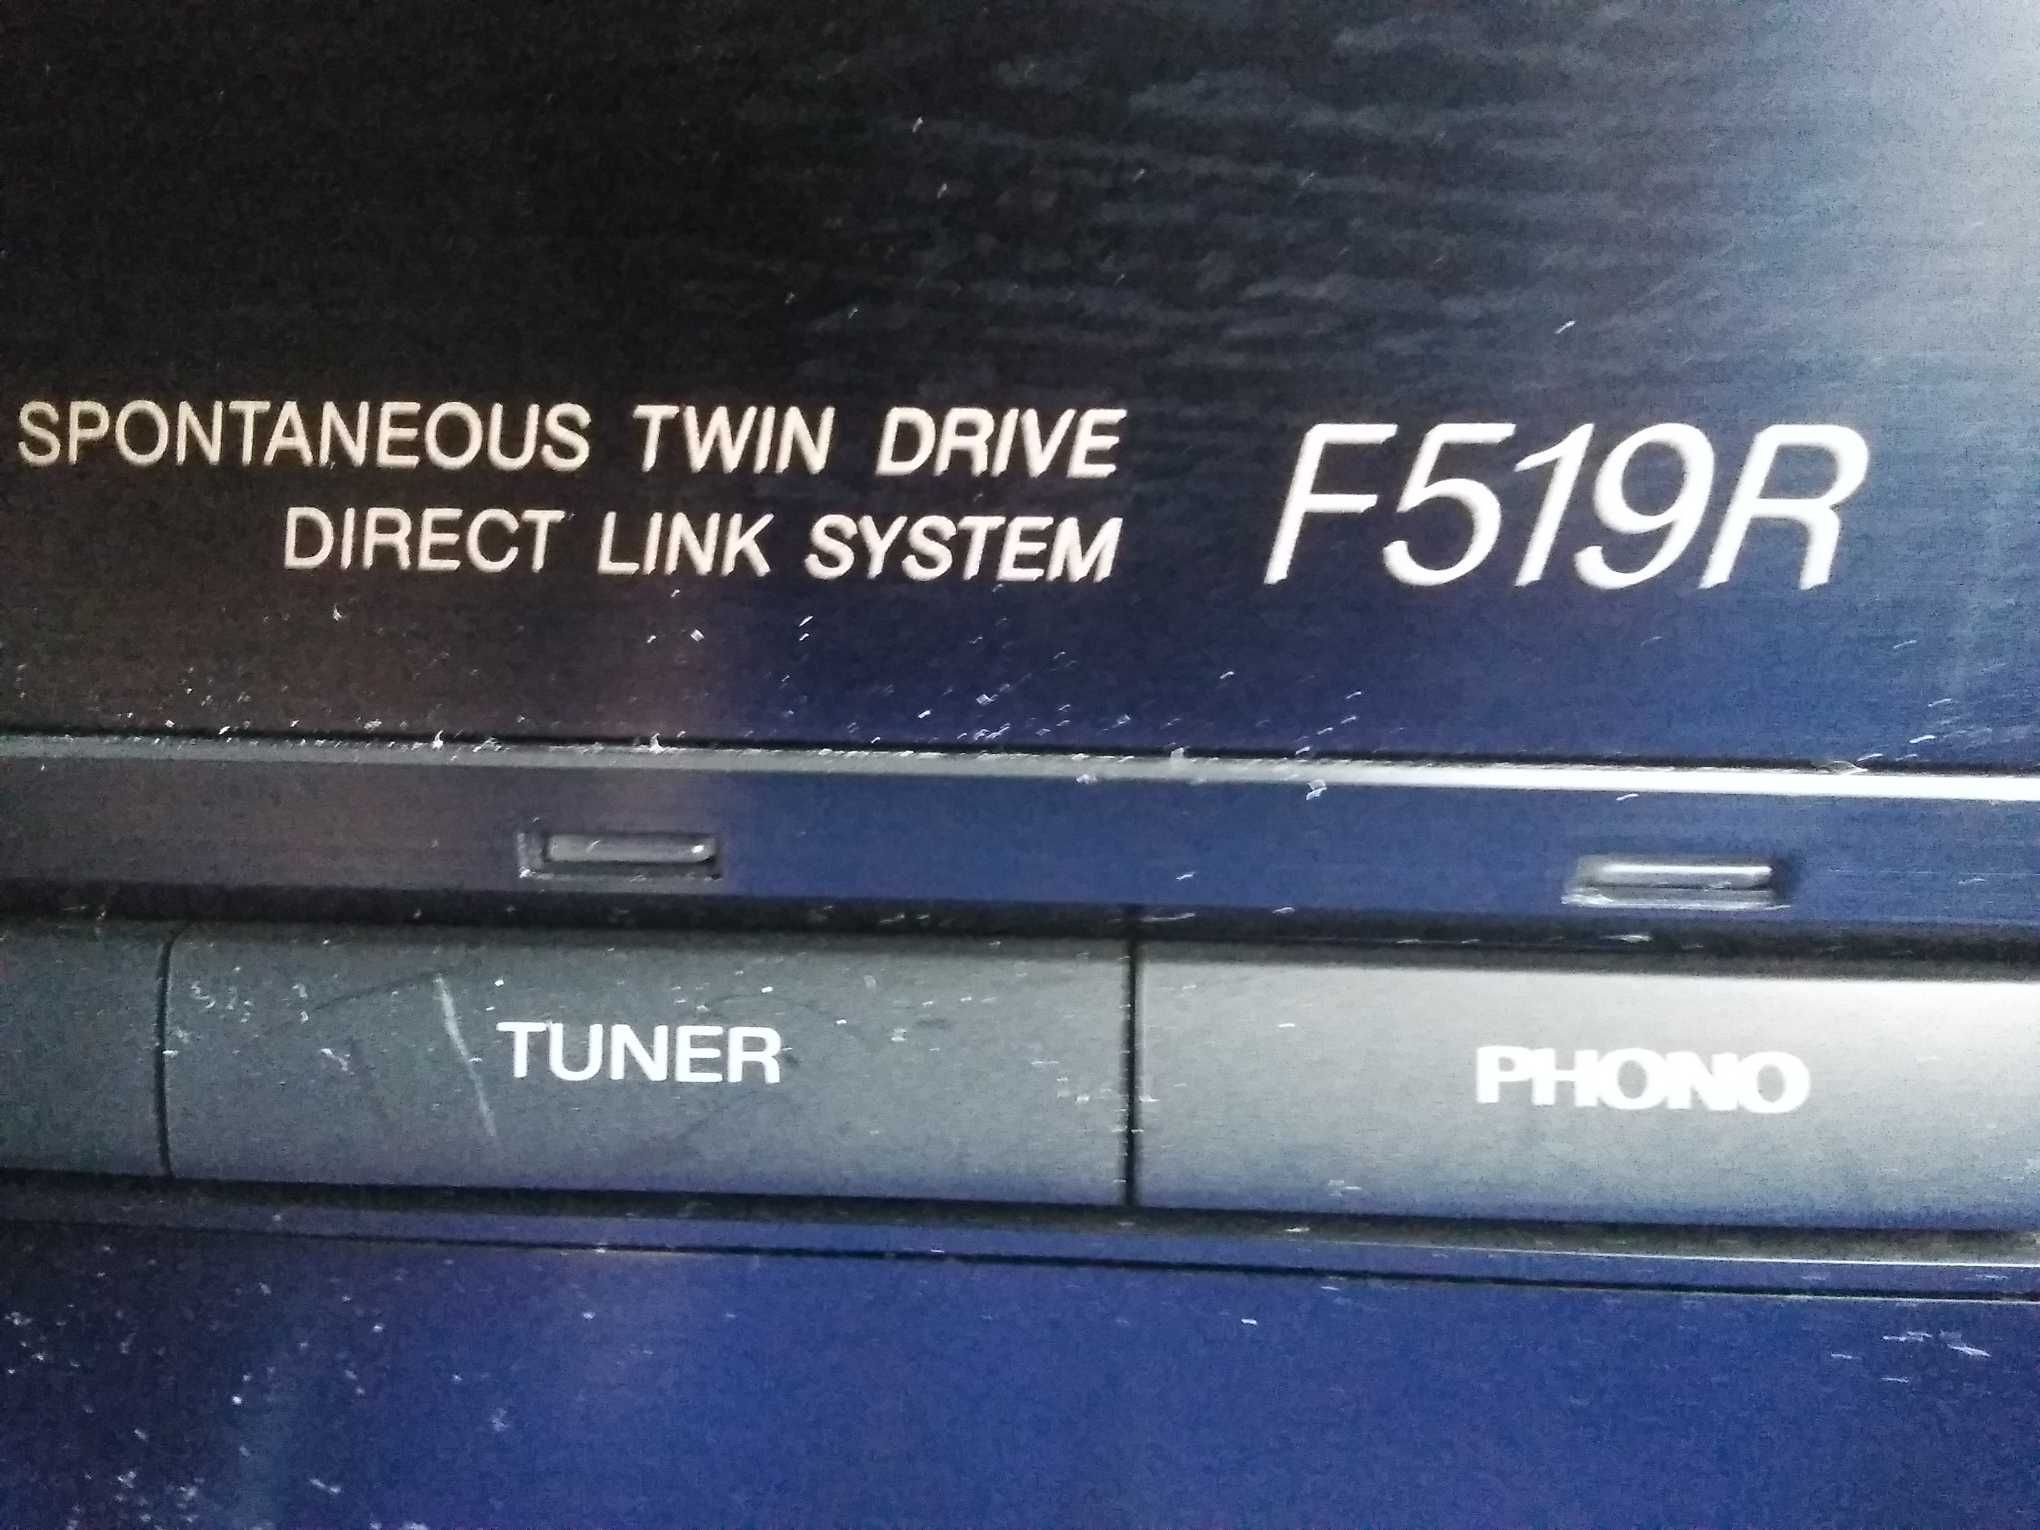 SPONTANEOUS TWIN DRIVE
DIRECT LINK SYSTEM
F519R
TUNER
PHONO